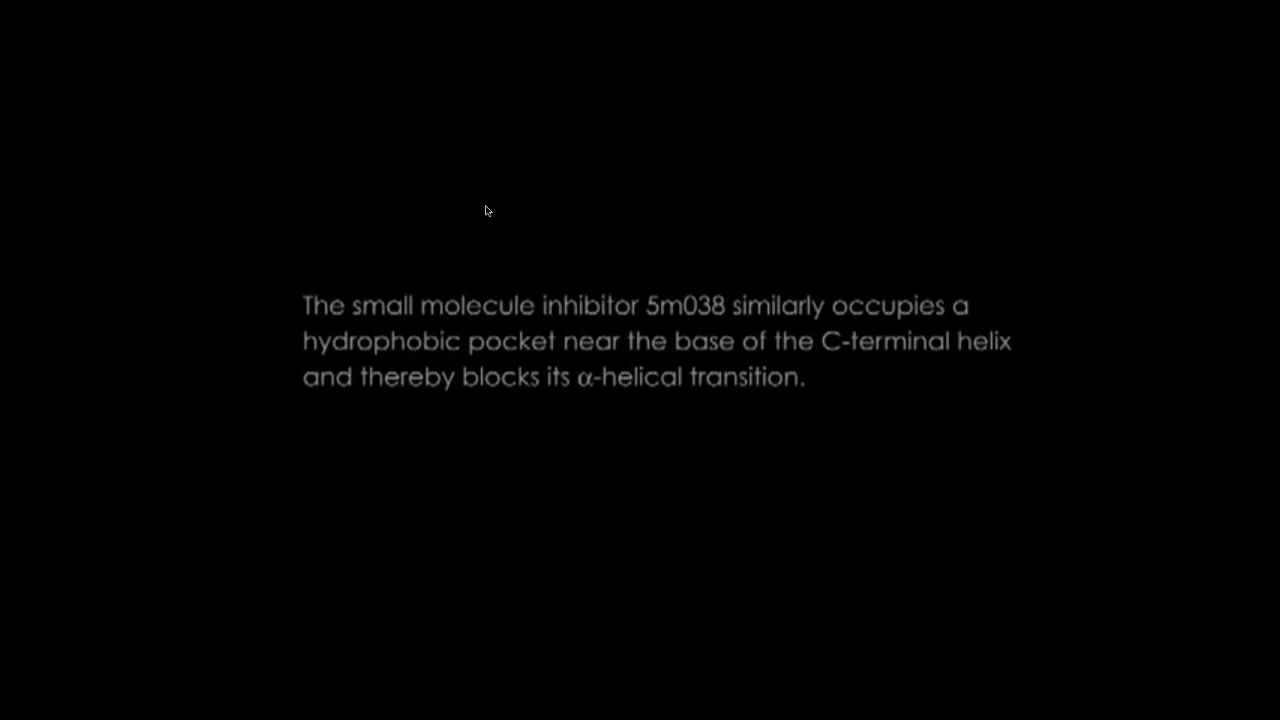 The small molecule inhibitor 5m038 similarly occupies a
hydrophobic pocket near the base of the C-terminal helix
and thereby blocks its α-helical transition.